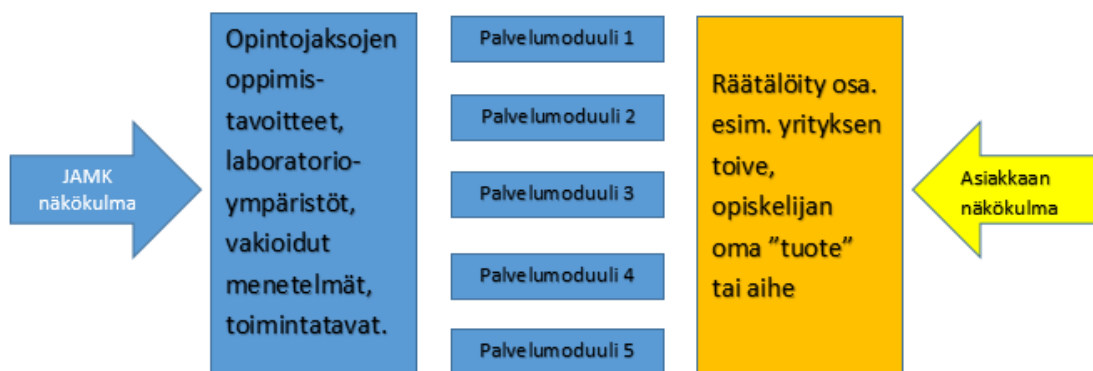 JAMK
näkökulma
Opintojaksojen
oppimis-
tavoitteet,
laboratorio-
ympäristöt,
vakioidut
menetelmät,
toimintatavat.
Palvelumoduuli 1
Palvelumoduuli 2
Palvelumoduuli 3
Palvelumoduuli 4
Palvelumoduuli 5
Räätälöity osa.
esim. yrityksen
toive,
opiskelijan
oma ”tuote”
tai aihe
Asiakkaan
näkökulma